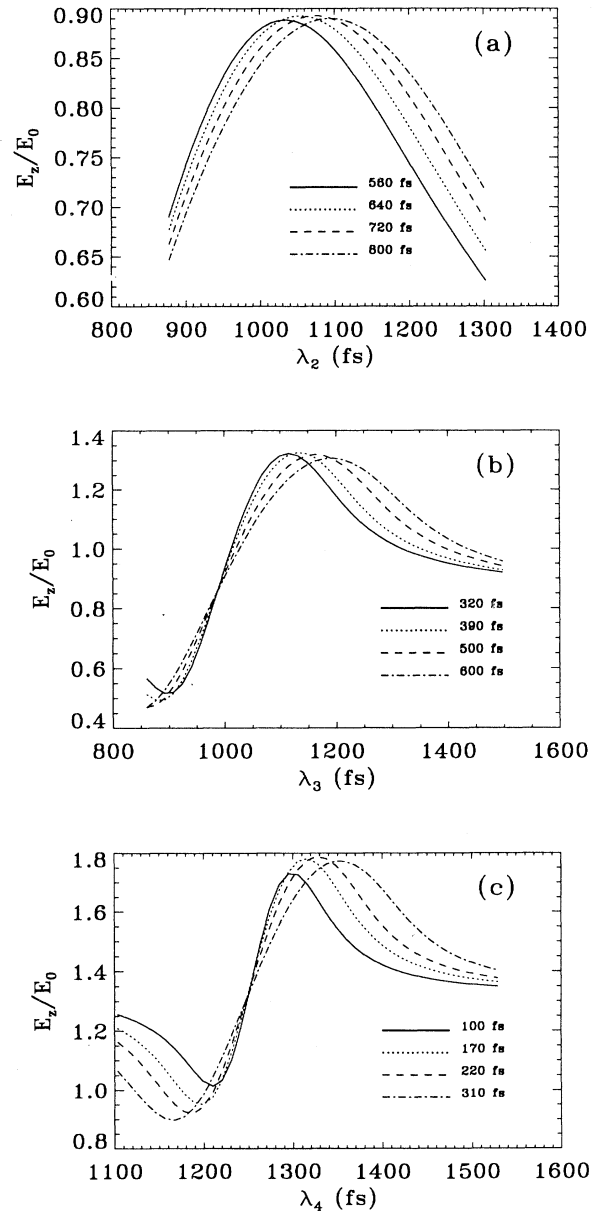 0.90
0.85
0.80
0.75
0.70
0.65
0.60
E_z/E_0
(a)
560 fs
640 fs
720 fs
800 fs
800 900 1000 1100 1200 1300 1400
λ_2 (fs)
1.4
1.2
1.0
0.8
0.6
0.4
E_z/E_0
(b)
320 fs
390 fs
500 fs
600 fs
800 1000 1200 1400 1600
λ_3 (fs)
1.8
1.6
1.4
1.2
1.0
0.8
E_z/E_0
(c)
100 fs
170 fs
220 fs
310 fs
1100 1200 1300 1400 1500 1600
λ_4 (fs)